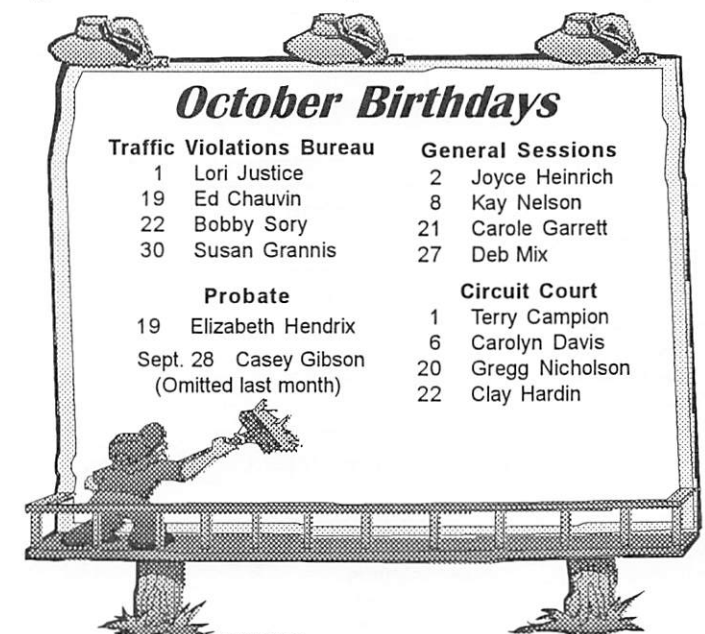 October Birthdays
Traffic Violations Bureau
1 Lori Justice
19 Ed Chauvin
22 Bobby Sory
30 Susan Grannis
Probate
19 Elizabeth Hendrix
Sept. 28 Casey Gibson
(Omitted last month)
General Sessions
2 Joyce Heinrich
8 Kay Nelson
21 Carole Garrett
27 Deb Mix
Circuit Court
1 Terry Campion
6 Carolyn Davis
20 Gregg Nicholson
22 Clay Hardin